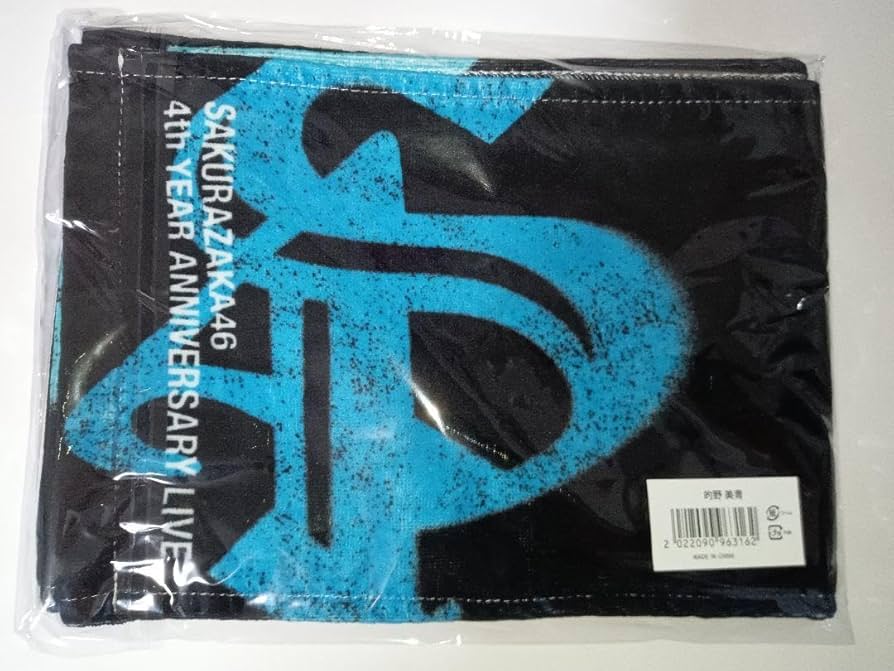 SAKURAZAKA46
4th YEAR ANNIVERSARY LIVE
的野 美青
2 022090 963162
MADE IN CHINA